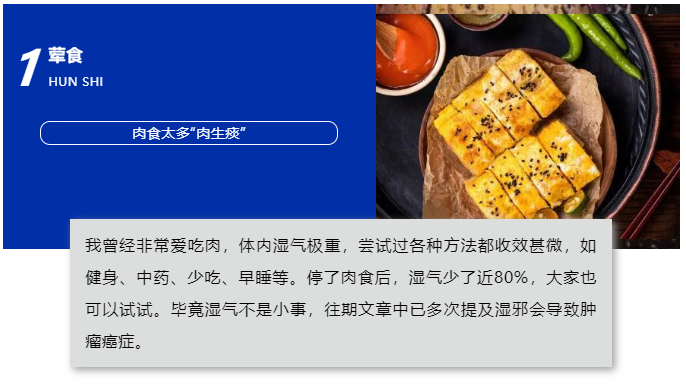 1 荤食
HUN SHI
肉食太多“肉生痰”
我曾经非常爱吃肉，体内湿气极重，尝试过各种方法都收效甚微，如
健身、中药、少吃、早睡等。停了肉食后，湿气少了近80%，大家也
可以试试。毕竟湿气不是小事，往期文章中已多次提及湿邪会导致肿
瘤癌症。